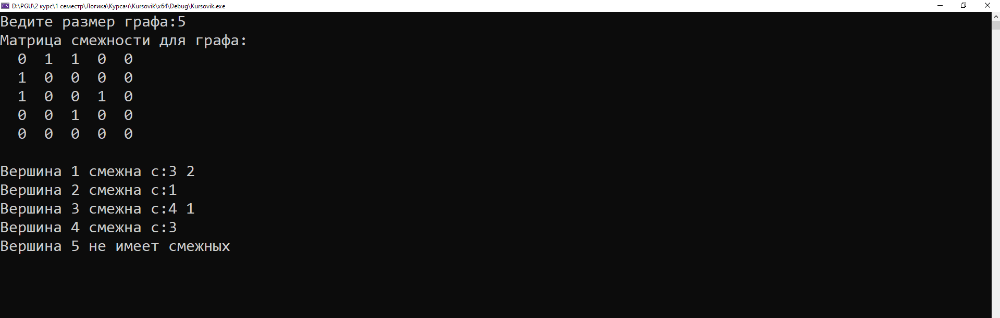 D:\PGU\2 курс\1 семестр\Логика\Курсач\Kursovik\x64\Debug\Kursovik.exe
Ведите размер графа:5
Матрица смежности для графа:
0 1 1 0 0
1 0 0 0 0
1 0 0 1 0
0 0 1 0 0
0 0 0 0 0
Вершина 1 смежна с:3 2
Вершина 2 смежна с:1
Вершина 3 смежна с:4 1
Вершина 4 смежна с:3
Вершина 5 не имеет смежных